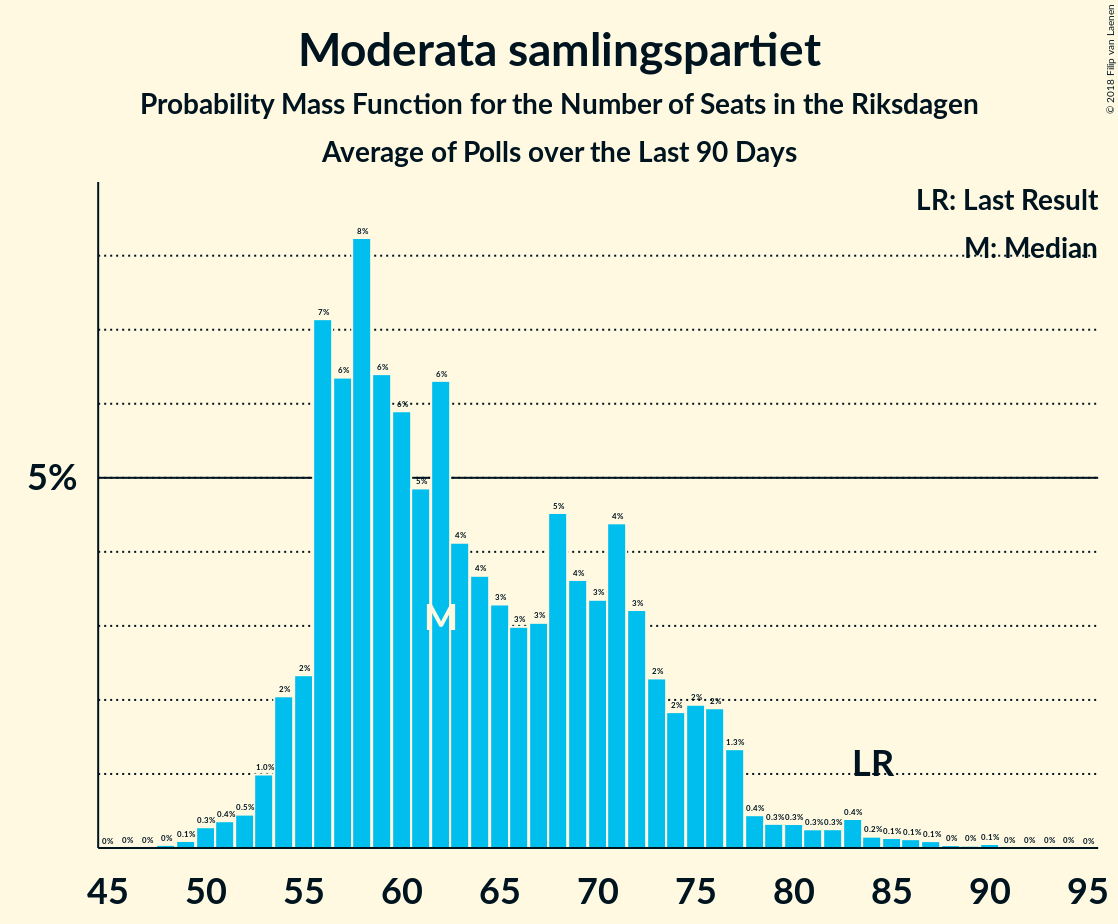 Moderata samlingspartiet
Probability Mass Function for the Number of Seats in the Riksdagen
Average of Polls over the Last 90 Days
© 2018 Filip van Laenen
LR: Last Result
M: Median
5%
0% 0% 0% 0% 0.1% 0.3% 0.4% 0.5% 1.0% 2% 2% 7% 6% 8% 6% 6% 5% 6% 4% 4% 3% 3% 3% 5% 4% 3% 4% 3% 2% 2% 2% 2% 1.3% 0.4% 0.3% 0.3% 0.3% 0.3% 0.4% 0.2% 0.1% 0.1% 0.1% 0% 0% 0.1% 0% 0% 0% 0% 0%
M
LR
45 50 55 60 65 70 75 80 85 90 95